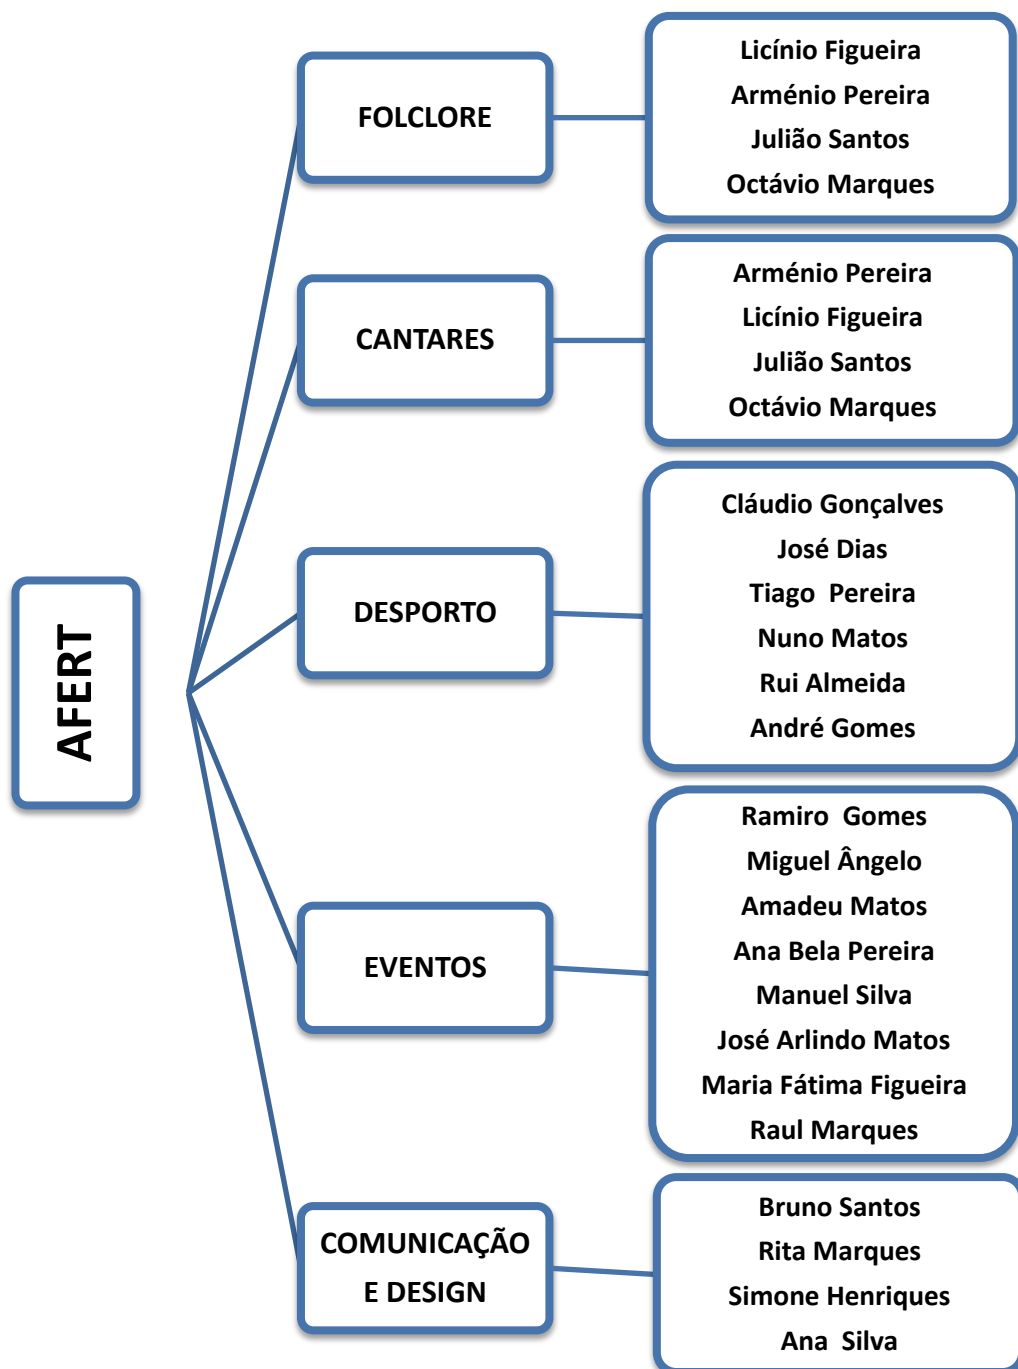 AFERT
FOLCLORE
Licínio Figueira
Arménio Pereira
Julião Santos
Octávio Marques
CANTARES
Arménio Pereira
Licínio Figueira
Julião Santos
Octávio Marques
DESPORTO
Cláudio Gonçalves
José Dias
Tiago Pereira
Nuno Matos
Rui Almeida
André Gomes
EVENTOS
Ramiro Gomes
Miguel Ângelo
Amadeu Matos
Ana Bela Pereira
Manuel Silva
José Arlindo Matos
Maria Fátima Figueira
Raul Marques
COMUNICAÇÃO
E DESIGN
Bruno Santos
Rita Marques
Simone Henriques
Ana Silva